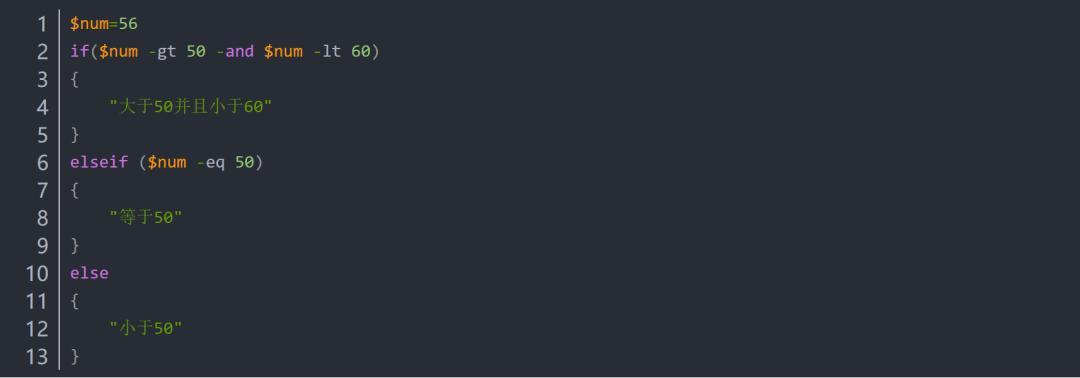 1 $num=56
2 if($num -gt 50 -and $num -lt 60)
3 {
4     "大于50并且小于60"
5 }
6 elseif ($num -eq 50)
7 {
8     "等于50"
9 }
10 else
11 {
12     "小于50"
13 }